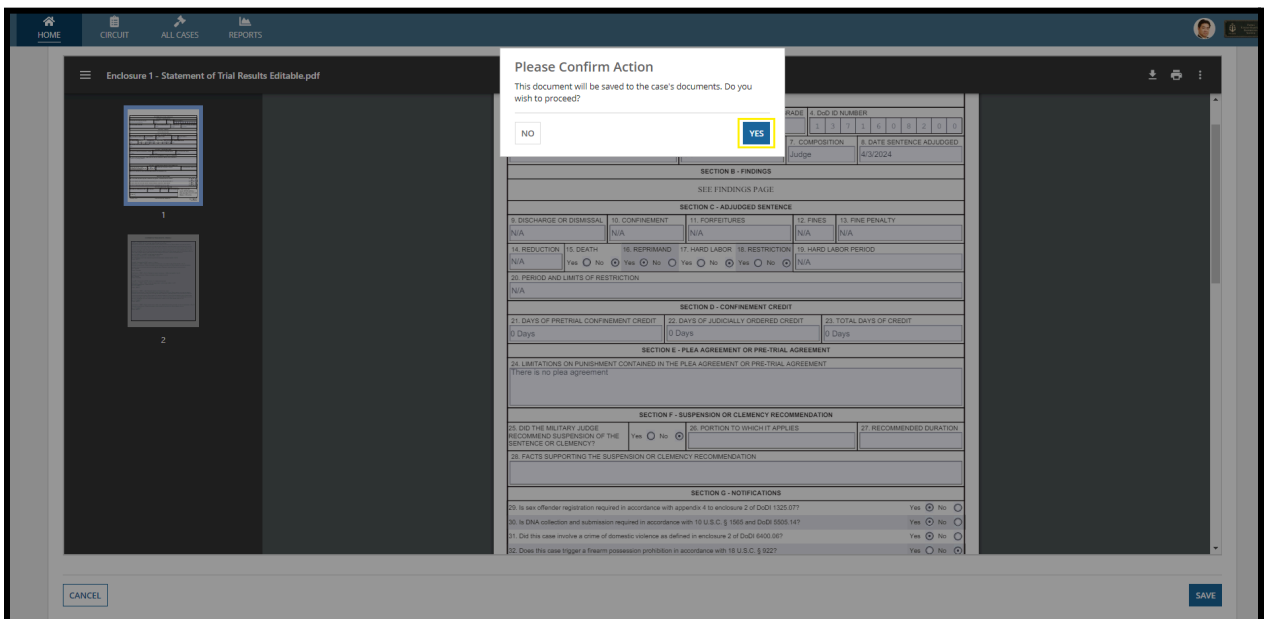 HOME
CIRCUIT
ALL CASES
REPORTS
Enclosure 1 - Statement of Trial Results Editable.pdf
Please Confirm Action
This document will be saved to the case's documents. Do you
wish to proceed?
NO
YES
RADE
4. DoD ID NUMBER
1 3 7 1 6 0 6 2 0 0
7. COMPOSITION
8. DATE SENTENCE ADJUDGED
Judge
4/3/2024
SECTION B - FINDINGS
SEE FINDINGS PAGE
SECTION C - ADJUDGED SENTENCE
9. DISCHARGE OR DISMISSAL
10. CONFINEMENT
11. FORFEITURES
12. FINES
13. FINE PENALTY
N/A
N/A
N/A
N/A
N/A
14. REDUCTION
15. DEATH
16. REPRIMAND
17. HARD LABOR
18. RESTRICTION
19. HARD LABOR PERIOD
N/A
Yes No
Yes No
Yes No
Yes No
N/A
20. PERIOD AND LIMITS OF RESTRICTION
N/A
SECTION D - CONFINEMENT CREDIT
21. DAYS OF PRETRIAL CONFINEMENT CREDIT
22. DAYS OF JUDICIALLY ORDERED CREDIT
23. TOTAL DAYS OF CREDIT
0 Days
0 Days
0 Days
SECTION E - PLEA AGREEMENT OR PRE-TRIAL AGREEMENT
24. LIMITATIONS ON PUNISHMENT CONTAINED IN THE PLEA AGREEMENT OR PRE-TRIAL AGREEMENT
There is no plea agreement
SECTION F - SUSPENSION OR CLEMENCY RECOMMENDATION
25. DID THE MILITARY JUDGE
RECOMMEND SUSPENSION OF THE
SENTENCE OR CLEMENCY?
Yes No
26. PORTION TO WHICH IT APPLIES
27. RECOMMENDED DURATION
28. FACTS SUPPORTING THE SUSPENSION OR CLEMENCY RECOMMENDATION
SECTION G - NOTIFICATIONS
29. Is sex offender registration required in accordance with appendix 4 to enclosure 2 of DoDI 1325.07?
Yes No
30. Is DNA collection and submission required in accordance with 10 U.S.C. § 1565 and DoDI 5505.14?
Yes No
31. Did this case involve a crime of domestic violence as defined in enclosure 2 of DoDI 6400.06?
Yes No
32. Does this case trigger a firearm possession prohibition in accordance with 18 U.S.C. § 922?
Yes No
1
2
CANCEL
SAVE